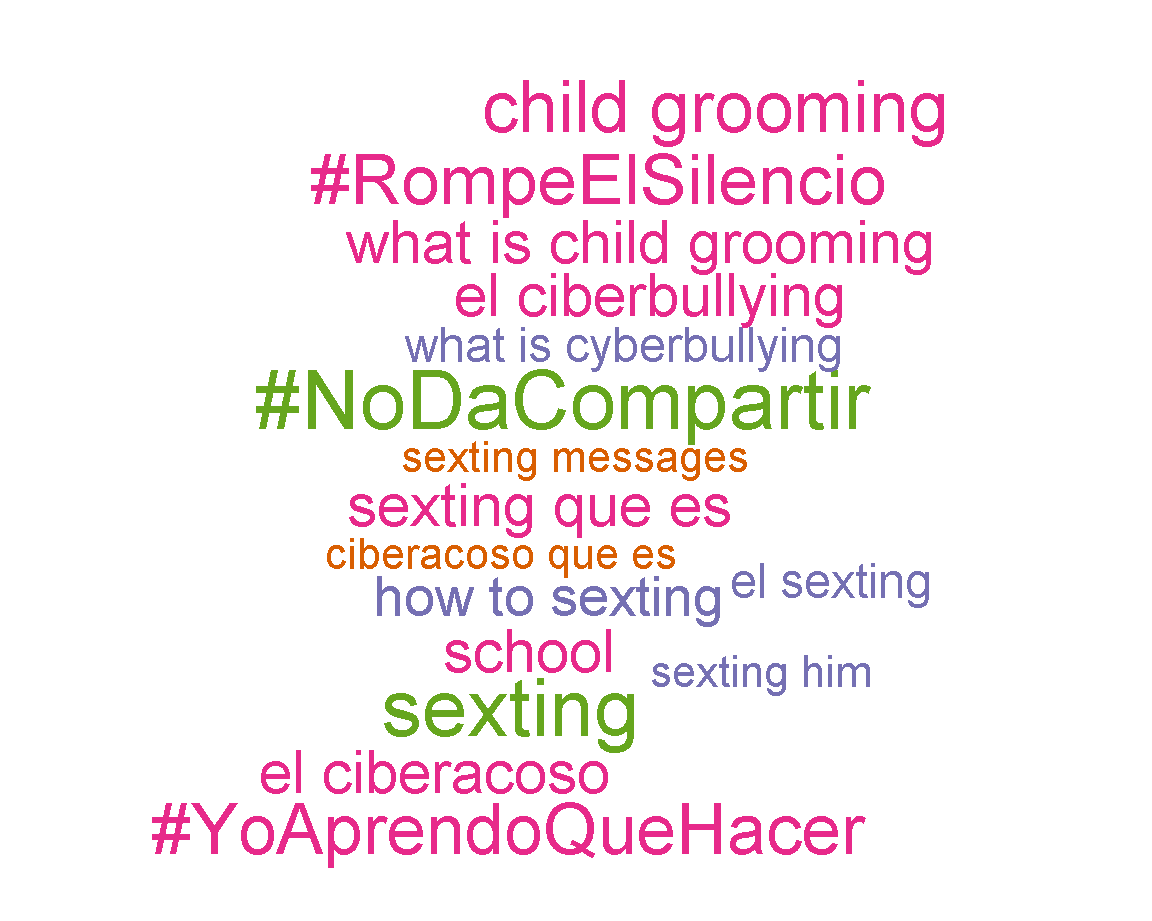 child grooming
#RompeElSilencio
what is child grooming
el ciberbullying
what is cyberbullying
#NoDaCompartir
sexting messages
sexting que es
ciberacoso que es
how to sexting
el sexting
school
sexting him
sexting
el ciberacoso
#YoAprendoQueHacer